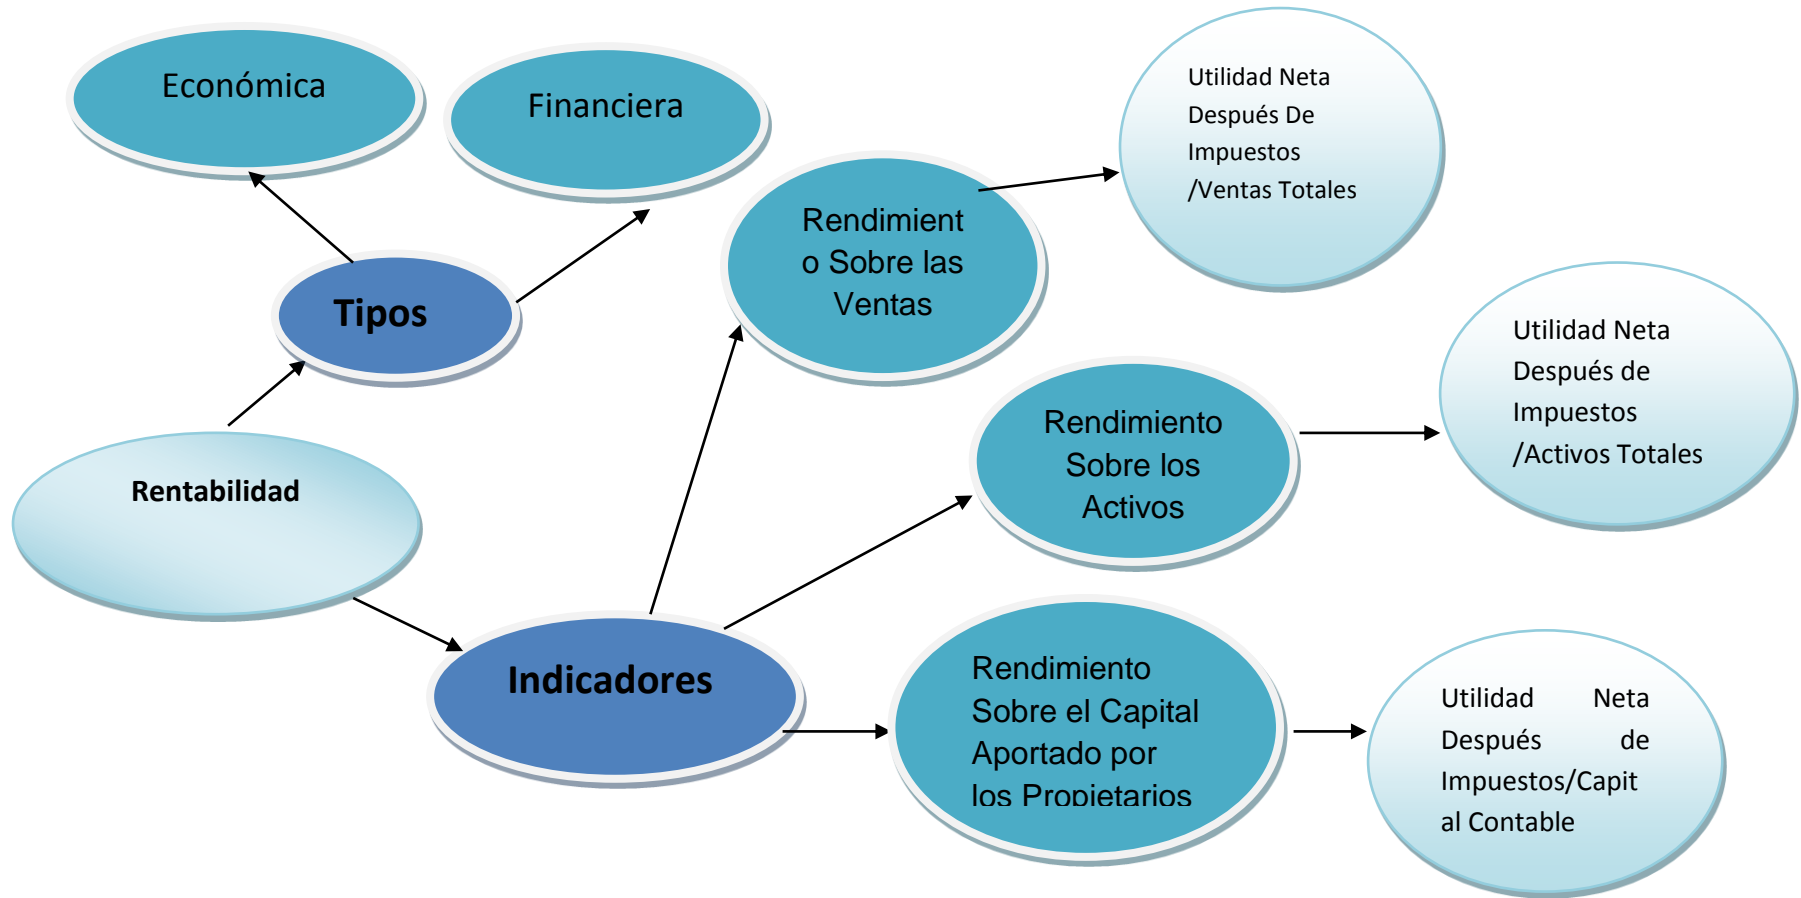 Económica
Financiera
Utilidad Neta
Después De
Impuestos
/Ventas Totales
Rendimient
o Sobre las
Ventas
Tipos
Utilidad Neta
Después de
Impuestos
/Activos Totales
Rendimiento
Sobre los
Activos
Rentabilidad
Indicadores
Rendimiento
Sobre el Capital
Aportado por
los Propietarios
Utilidad Neta
Después de
Impuestos/Capit
al Contable